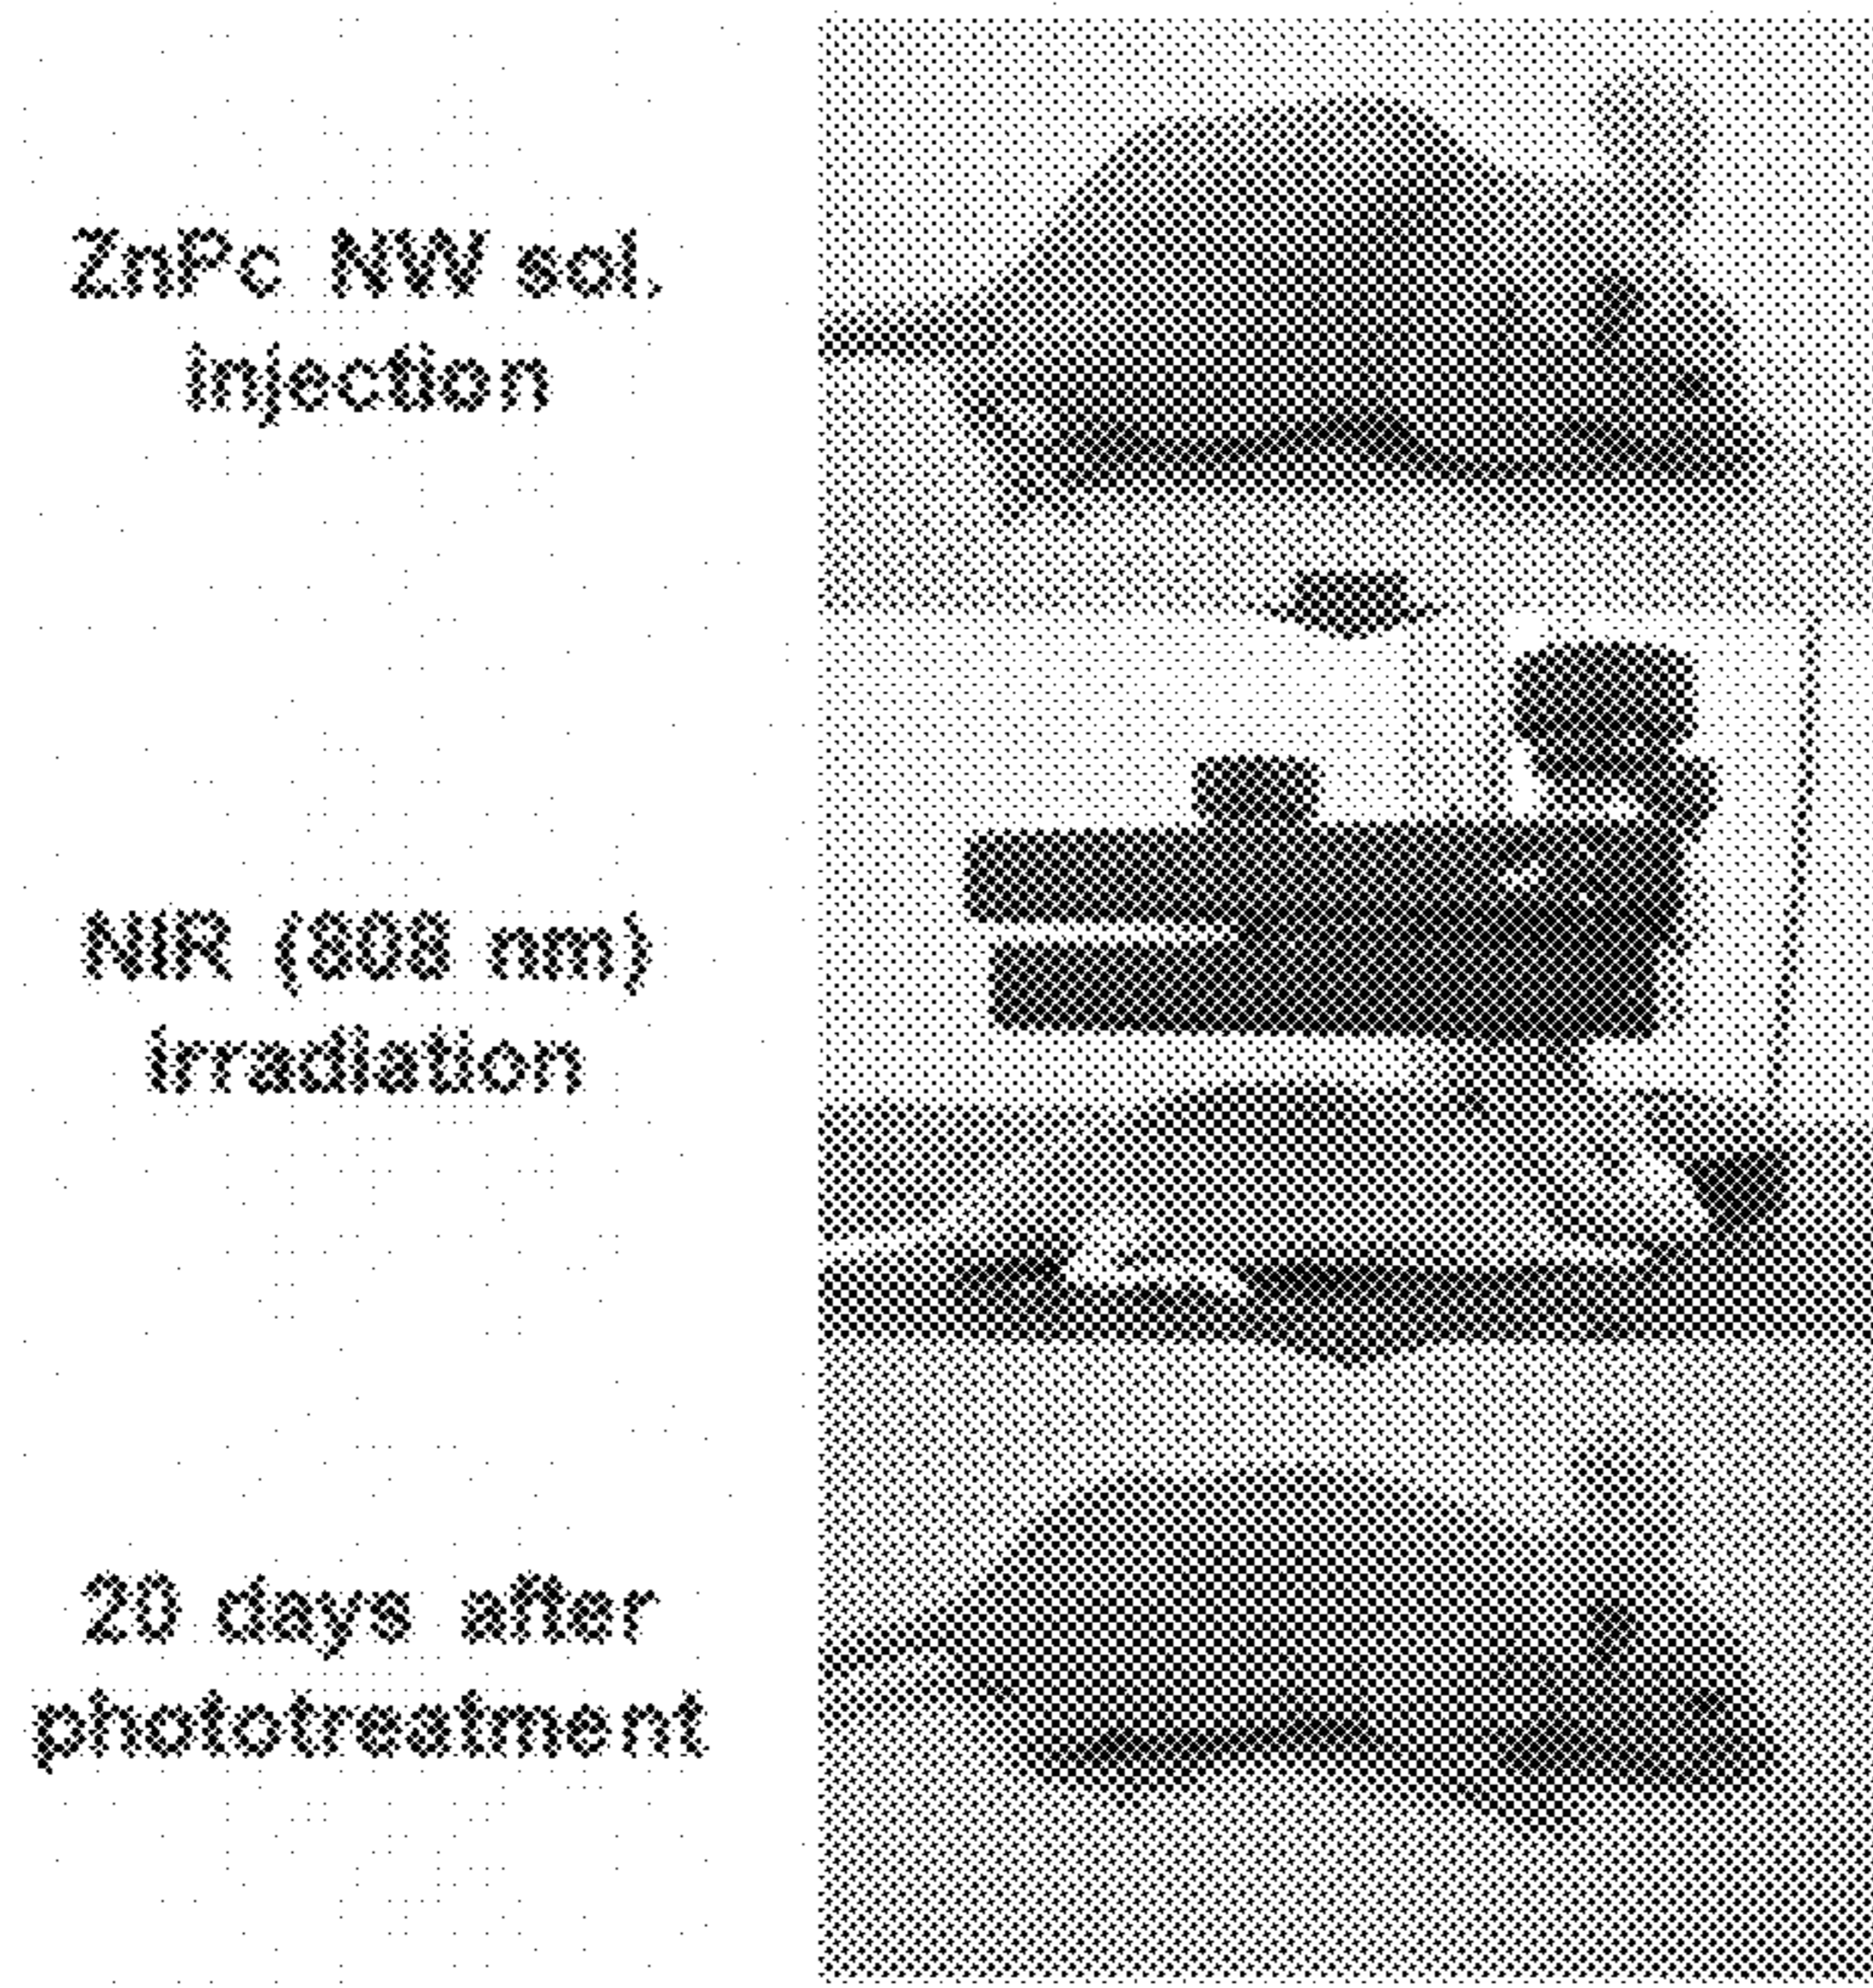 ZnPc NW sol.
injection
NIR (808 nm)
irradiation
20 days after
phototreatment